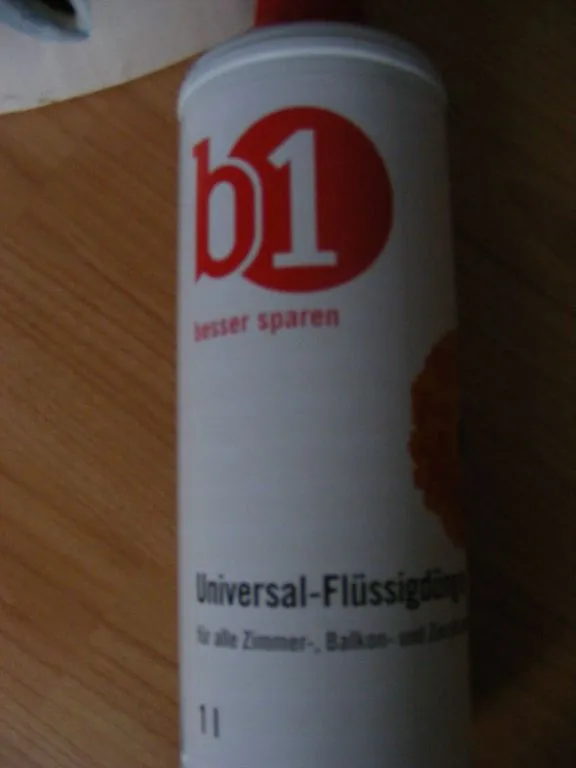 b1
besser sparen
Universal-Flüssigdünge
für alle Zimmer-, Balkon- und
1 l